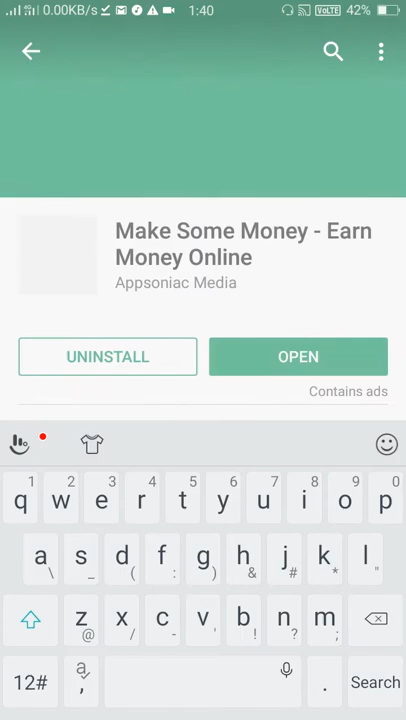 0.00KB/s 1:40 VoLTE 42%
Make Some Money - Earn
Money Online
Appsoniac Media
UNINSTALL OPEN
Contains ads
1 2 3 4 5 6 7 8 9 0
q w e r t y u i o p
a s d f g h j k l
\ _ ( : ) & # * "
z x c v b n m
@ / - ' ! ? ;
12# a , . Search